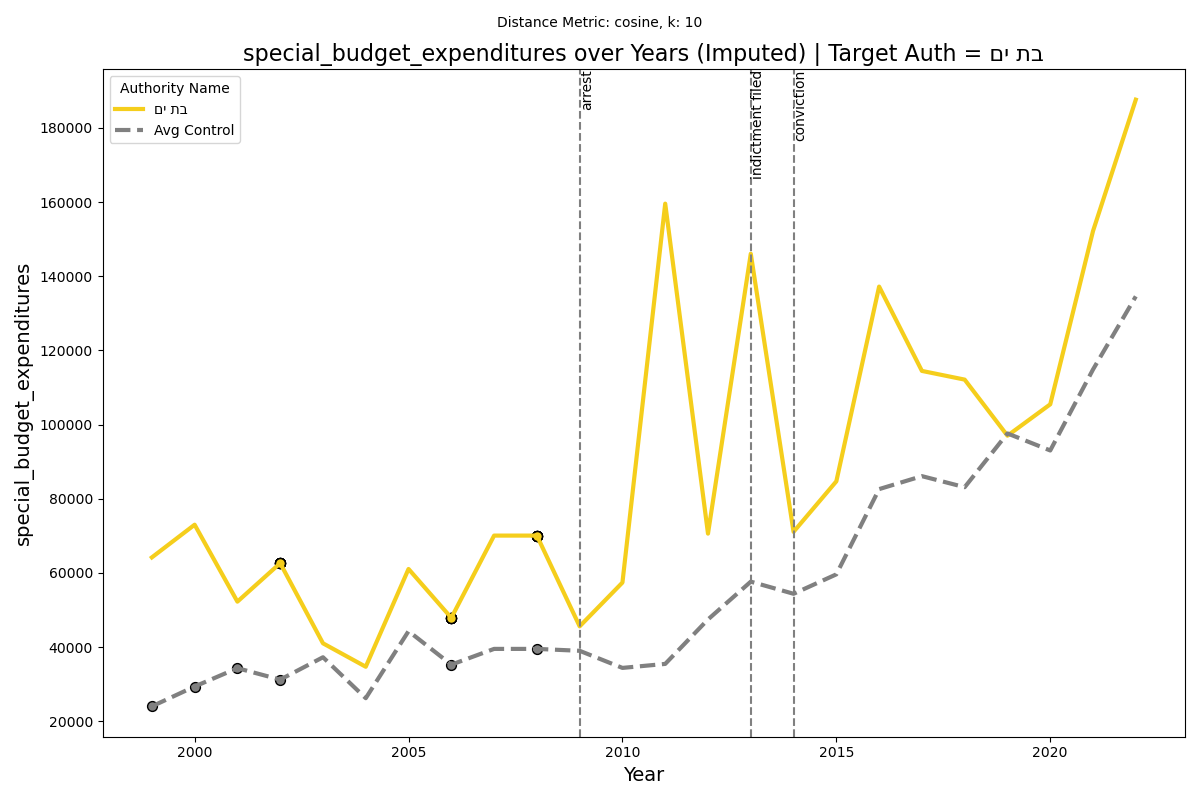 Distance Metric: cosine, k: 10
special_budget_expenditures over Years (Imputed) | Target Auth = בת ים
Authority Name
בת ים
Avg Control
arrest
indictment filed
conviction
special_budget_expenditures
180000
160000
140000
120000
100000
80000
60000
40000
20000
2000
2005
2010
2015
2020
Year